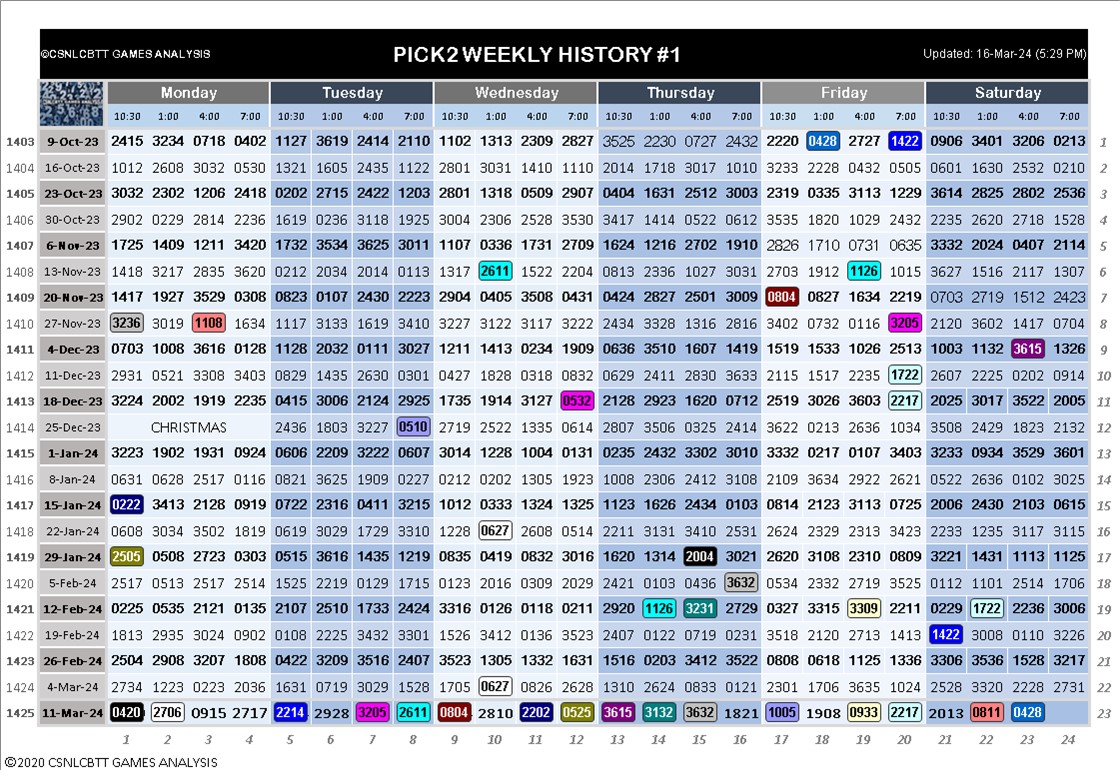 ©CSNLCBTT GAMES ANALYSIS PICK2 WEEKLY HISTORY #1 Updated: 16-Mar-24 (5:29 PM)
Monday Tuesday Wednesday Thursday Friday Saturday
10:30 1:00 4:00 7:00 10:30 1:00 4:00 7:00 10:30 1:00 4:00 7:00 10:30 1:00 4:00 7:00 10:30 1:00 4:00 7:00 10:30 1:00 4:00 7:00
1403 9-Oct-23 2415 3234 0718 0402 1127 3619 2414 2110 1102 1313 2309 2827 3525 2230 0727 2432 2220 0428 2727 1422 0906 3401 3206 0213 1
1404 16-Oct-23 1012 2608 3032 0530 1321 1605 2435 1122 2801 3031 1410 1110 2014 1718 3017 1010 3233 2228 0432 0505 0601 1630 2532 0210 2
1405 23-Oct-23 3032 2302 1206 2418 0202 2715 2422 1203 2801 1318 0509 2907 0404 1631 2512 3003 2319 0335 3113 1229 3614 2825 2802 2536 3
1406 30-Oct-23 2902 0229 2814 2236 1619 0236 3118 1925 3004 2306 2528 3530 3417 1414 0522 0612 3535 1820 1029 2432 2235 2620 2718 1528 4
1407 6-Nov-23 1725 1409 1211 3420 1732 3534 3625 3011 1107 0336 1731 2709 1624 1216 2702 1910 2826 1710 0731 0635 3332 2024 0407 2114 5
1408 13-Nov-23 1418 3217 2835 3620 0212 2034 2014 0113 1317 2611 1522 2204 0813 2336 1027 3031 2703 1912 1126 1015 3627 1516 2117 1307 6
1409 20-Nov-23 1417 1927 3529 0308 0823 0107 2430 2223 2904 0405 3508 0431 0424 2827 2501 3009 0804 0827 1634 2219 0703 2719 1512 2423 7
1410 27-Nov-23 3236 3019 1108 1634 1117 3133 1619 3410 3227 3122 3117 3222 2434 3328 1316 2816 3402 0732 0116 3205 2120 3602 1417 0704 8
1411 4-Dec-23 0703 1008 3616 0128 1128 2032 0111 3027 1211 1413 0234 1909 0636 3510 1607 1419 1519 1533 1026 2513 1003 1132 3615 1326 9
1412 11-Dec-23 2931 0521 3308 3403 0829 1435 2630 0301 0427 1828 0318 0832 0629 2411 2830 3633 2115 1517 2235 1722 2607 2225 0202 0914 10
1413 18-Dec-23 3224 2002 1919 2235 0415 3006 2124 2925 1735 1914 3127 0532 2128 2923 1620 0712 2519 3026 3603 2217 2025 3017 3522 2005 11
1414 25-Dec-23 CHRISTMAS 2436 1803 3227 0510 2719 2522 1335 0614 2807 3506 0325 2414 3622 0213 2636 1034 3508 2429 1823 2132 12
1415 1-Jan-24 3223 1902 1931 0924 0606 2209 3222 0607 3014 1228 1004 0131 0235 2432 3302 3010 3332 0217 0107 3403 3233 0934 3529 3601 13
1416 8-Jan-24 0631 0628 2517 0116 0821 3625 1909 0227 0212 0202 1305 1923 1008 2306 2412 3108 2109 3634 2922 2621 0522 2636 0102 3025 14
1417 15-Jan-24 0222 3413 2128 0919 0722 2316 0411 3215 1012 0333 1324 1325 1123 1626 2434 0103 0814 2123 3113 0725 2006 2430 2103 0615 15
1418 22-Jan-24 0608 3034 3502 1819 0619 3029 1729 3310 1228 0627 2608 0514 2211 3131 3410 2531 2624 2329 2313 3423 2233 1235 3117 3115 16
1419 29-Jan-24 2505 0508 2723 0303 0515 3616 1435 1219 0835 0419 0832 3016 1620 1314 2004 3021 2620 3108 2310 0809 3221 1431 1113 1125 17
1420 5-Feb-24 2517 0513 2517 2514 1525 2219 0129 1715 0123 2016 0309 2029 2421 0103 0436 3632 0534 2332 2719 3525 0112 1101 2514 1706 18
1421 12-Feb-24 0225 0535 2121 0135 2107 2510 1733 2424 3316 0126 0118 0211 2920 1126 3231 2729 0327 3315 3309 2211 0229 1722 2236 3006 19
1422 19-Feb-24 1813 2935 3024 0902 0108 2225 3432 3301 1526 3412 0136 3523 2407 0122 0719 0231 3518 2120 2713 1413 1422 3008 0110 3226 20
1423 26-Feb-24 2504 2908 3207 1808 0422 3209 3516 2407 3523 1305 1332 1631 1516 0203 3412 3522 0808 0618 1125 1336 3306 3536 1528 3217 21
1424 4-Mar-24 2734 1223 0223 2036 1631 0719 3029 1528 1705 0627 0826 2628 1310 2624 0833 0121 2301 1706 3635 1024 2528 3320 2228 2731 22
1425 11-Mar-24 0420 2706 0915 2717 2214 2928 3205 2611 0804 2810 2202 0525 3615 3132 3632 1821 1005 1908 0933 2217 2013 0811 0428 23
1 2 3 4 5 6 7 8 9 10 11 12 13 14 15 16 17 18 19 20 21 22 23 24
©2020 CSNLCBTT GAMES ANALYSIS